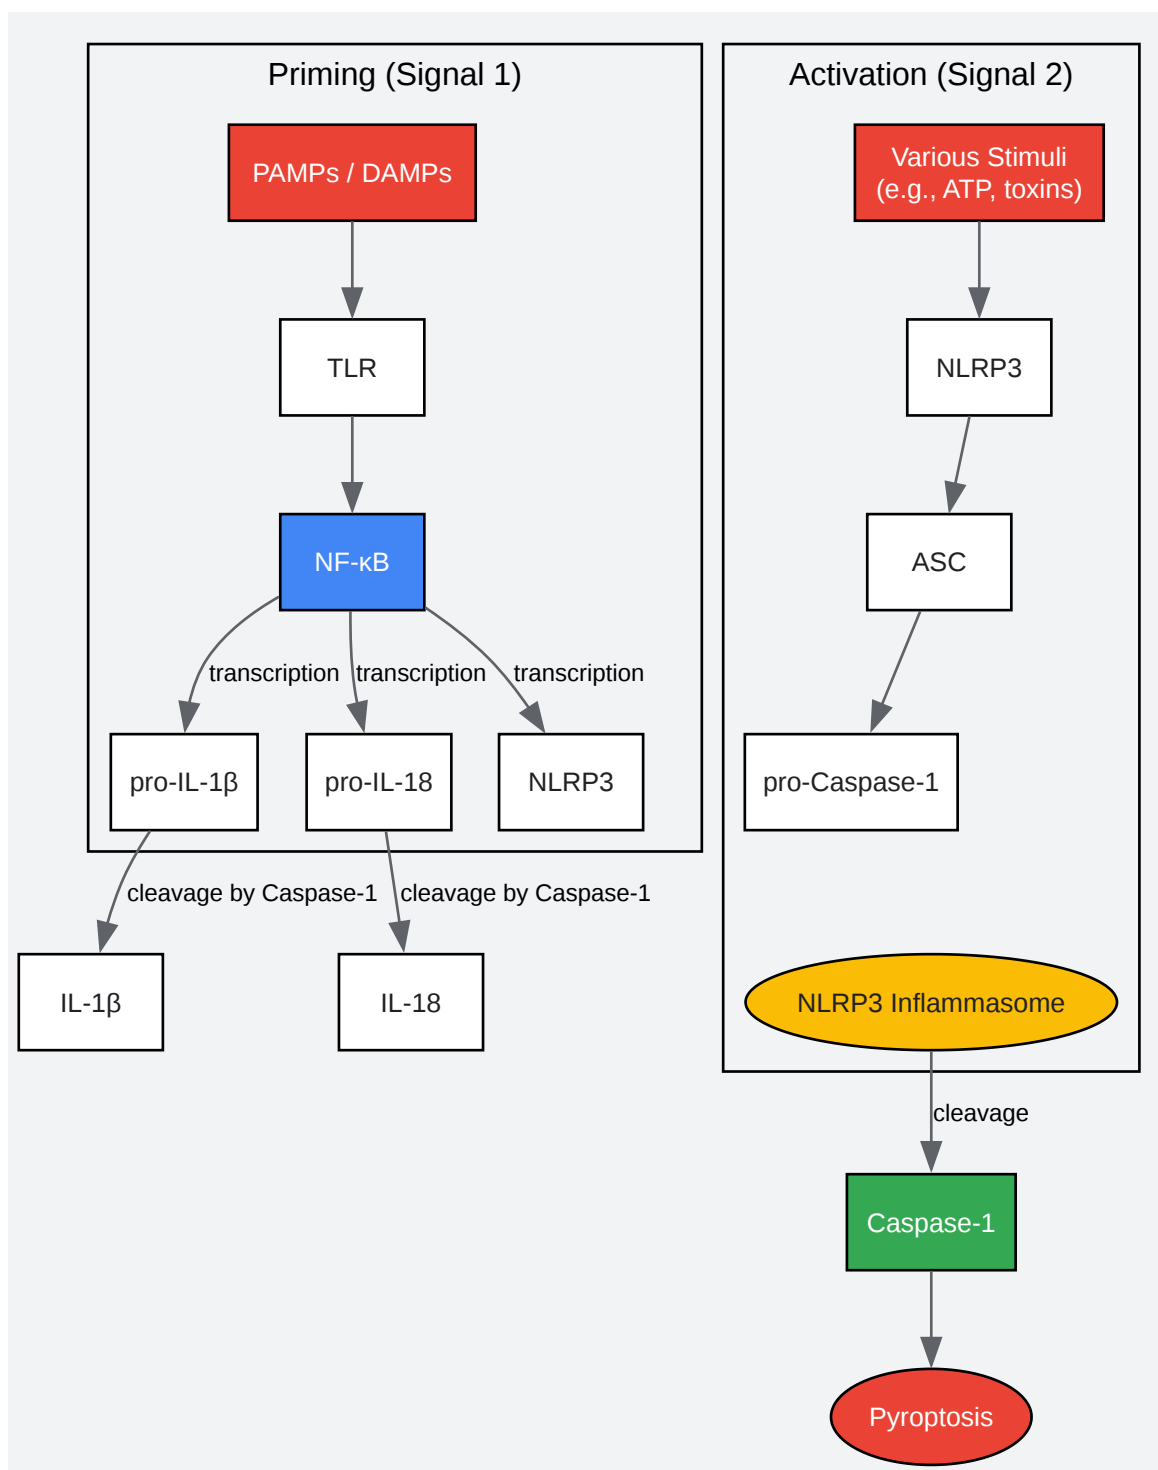 Priming (Signal 1)
PAMPs / DAMPs
TLR
NF-κB
transcription
transcription
transcription
pro-IL-1β
pro-IL-18
NLRP3
cleavage by Caspase-1
cleavage by Caspase-1
IL-1β
IL-18
Activation (Signal 2)
Various Stimuli
(e.g., ATP, toxins)
NLRP3
ASC
pro-Caspase-1
NLRP3 Inflammasome
cleavage
Caspase-1
Pyroptosis